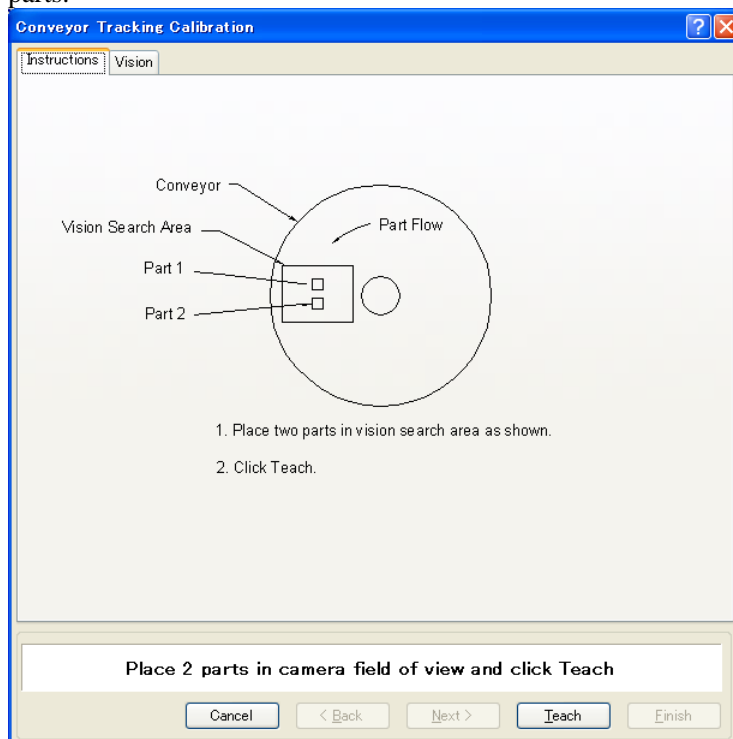 parts.
Conveyor Tracking Calibration
Instructions Vision
Conveyor
Part Flow
Vision Search Area
Part 1
Part 2
1. Place two parts in vision search area as shown.
2. Click Teach.
Place 2 parts in camera field of view and click Teach
Cancel < Back Next > Teach Finish